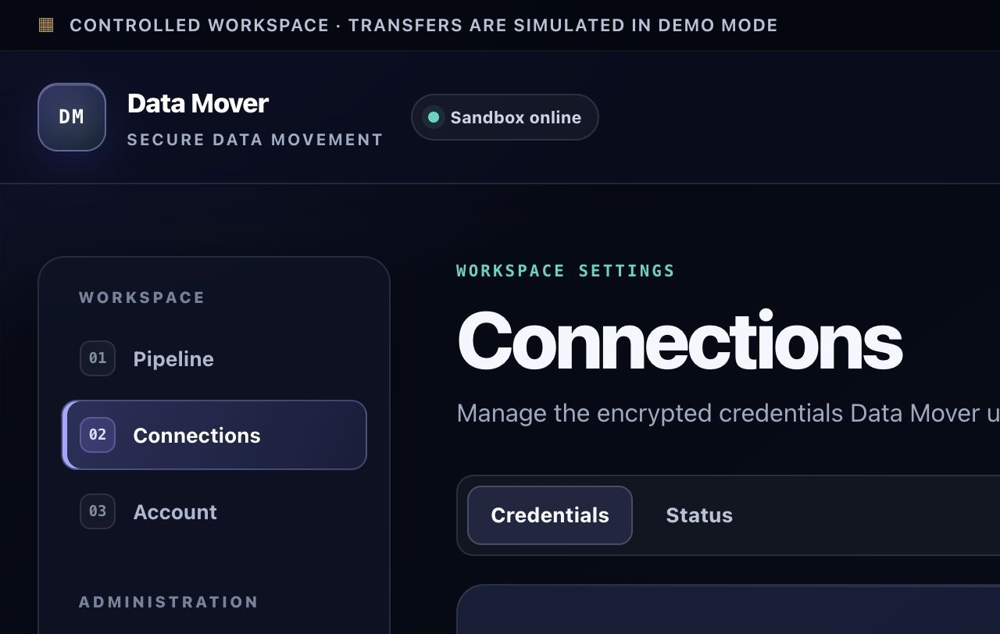 CONTROLLED WORKSPACE · TRANSFERS ARE SIMULATED IN DEMO MODE
DM
Data Mover
SECURE DATA MOVEMENT
Sandbox online
WORKSPACE
01 Pipeline
02 Connections
03 Account
ADMINISTRATION
WORKSPACE SETTINGS
Connections
Manage the encrypted credentials Data Mover
Credentials
Status